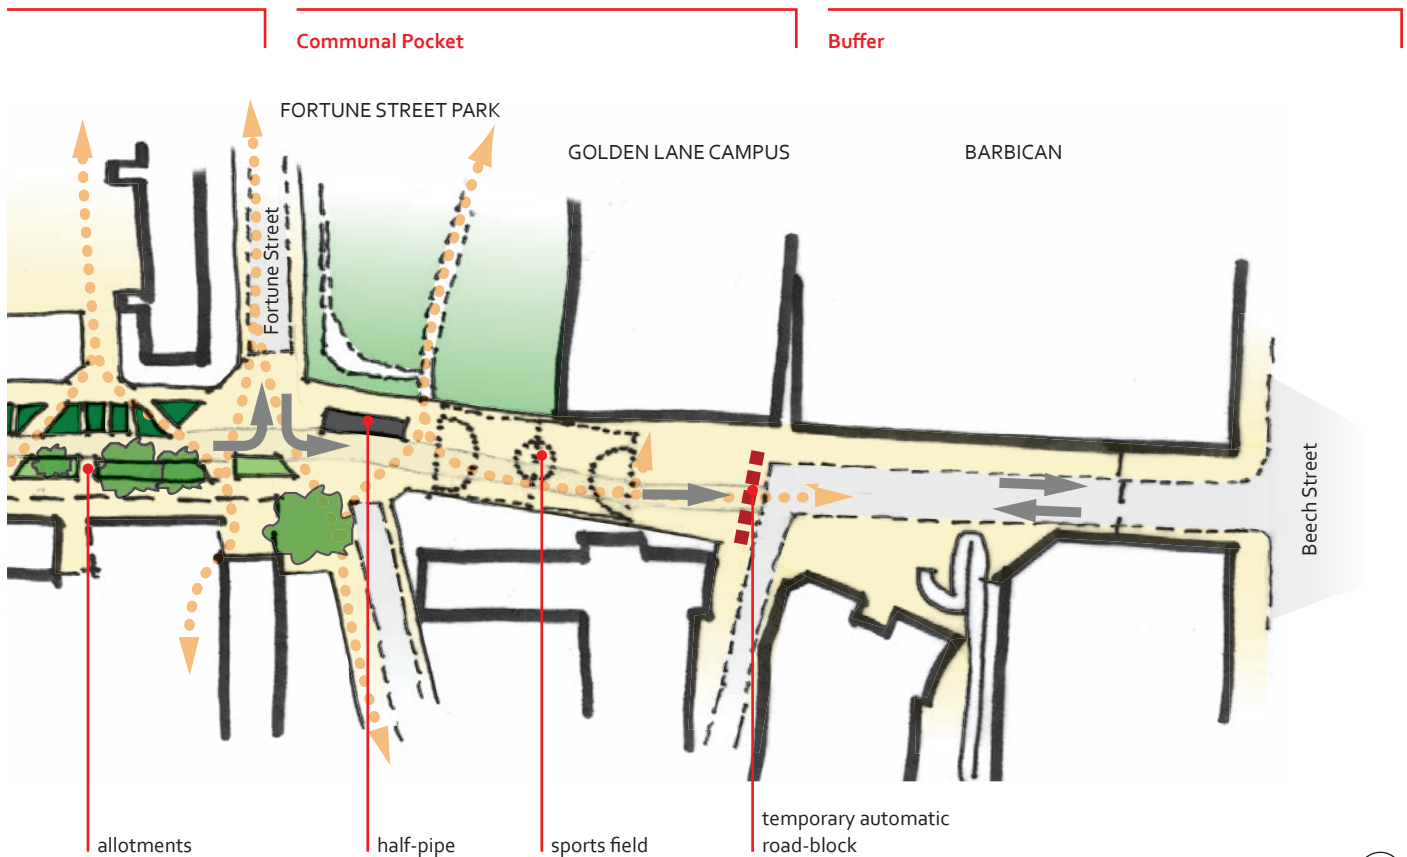 Communal Pocket
Buffer
FORTUNE STREET PARK
GOLDEN LANE CAMPUS
BARBICAN
Fortune Street
Beech Street
allotments
half-pipe
sports field
temporary automatic
road-block